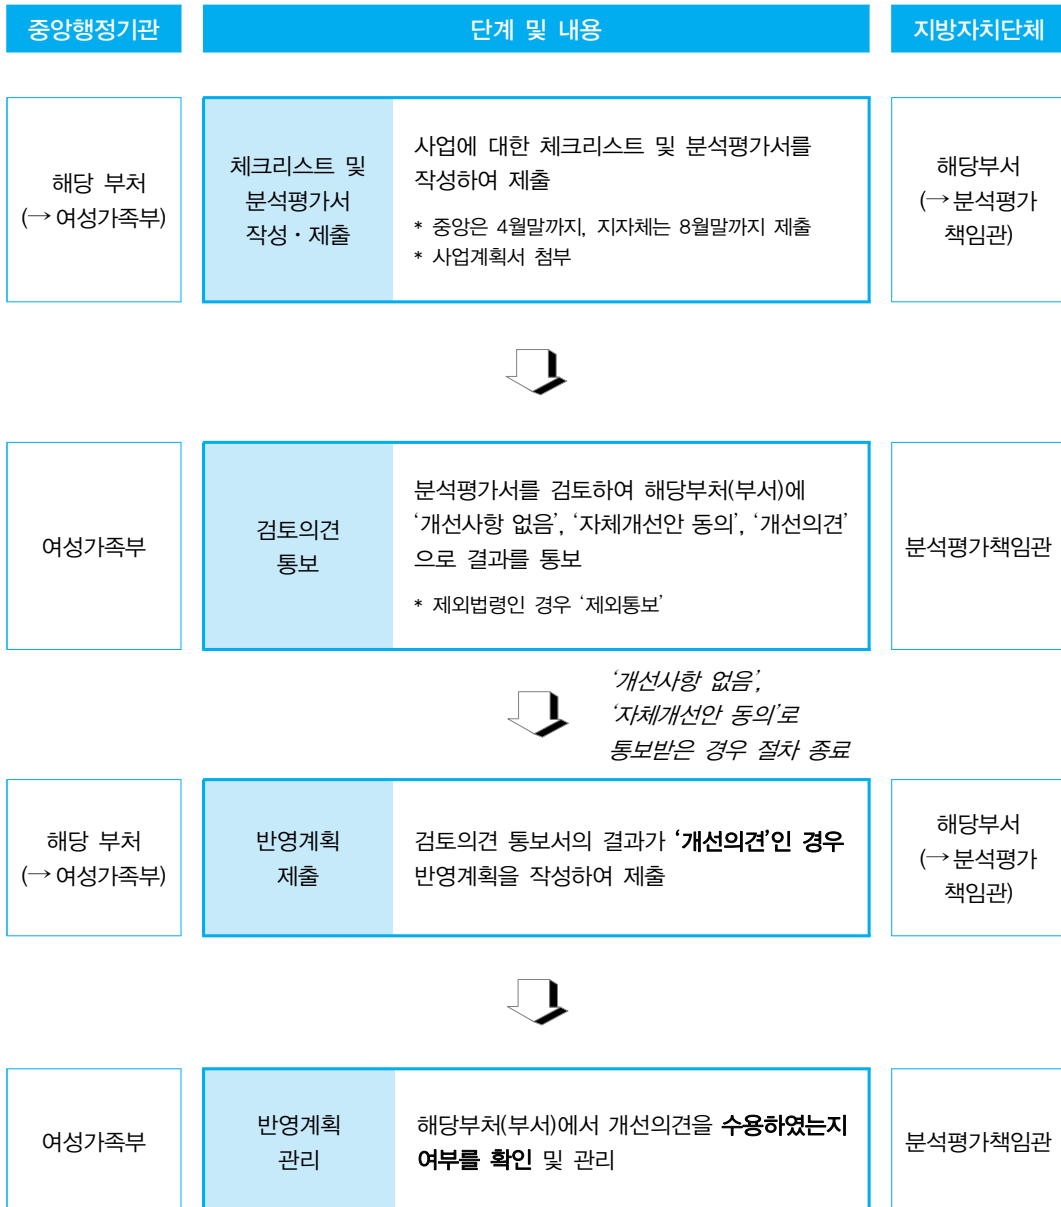 중앙행정기관
단계 및 내용
지방자치단체
해당 부처
(→ 여성가족부)
체크리스트 및
분석평가서
작성・제출
사업에 대한 체크리스트 및 분석평가서를
작성하여 제출
* 중앙은 4월말까지, 지자체는 8월말까지 제출
* 사업계획서 첨부
해당부서
(→ 분석평가
책임관)
여성가족부
검토의견
통보
분석평가서를 검토하여 해당부처(부서)에
‘개선사항 없음’, ‘자체개선안 동의’, ‘개선의견’
으로 결과를 통보
* 제외법령인 경우 ‘제외통보’
분석평가책임관
‘개선사항 없음’,
‘자체개선안 동의’로
통보받은 경우 절차 종료
해당 부처
(→ 여성가족부)
반영계획
제출
검토의견 통보서의 결과가 ‘개선의견’인 경우
반영계획을 작성하여 제출
해당부서
(→ 분석평가
책임관)
여성가족부
반영계획
관리
해당부처(부서)에서 개선의견을 수용하였는지
여부를 확인 및 관리
분석평가책임관